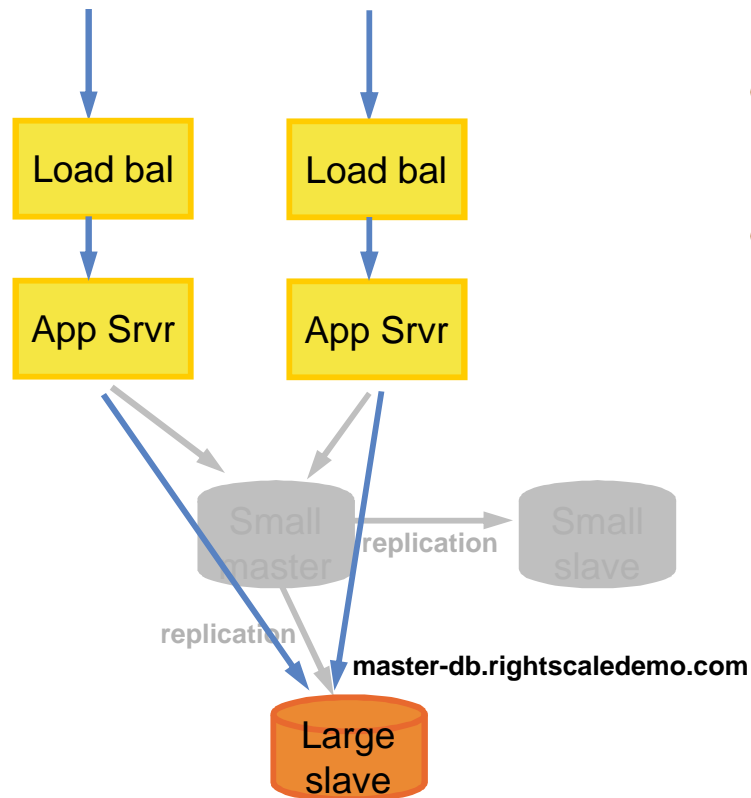 Load bal
Load bal
App Srvr
App Srvr
Small
master
replication
Small
slave
replication
master-db.rightscaledemo.com
Large
slave